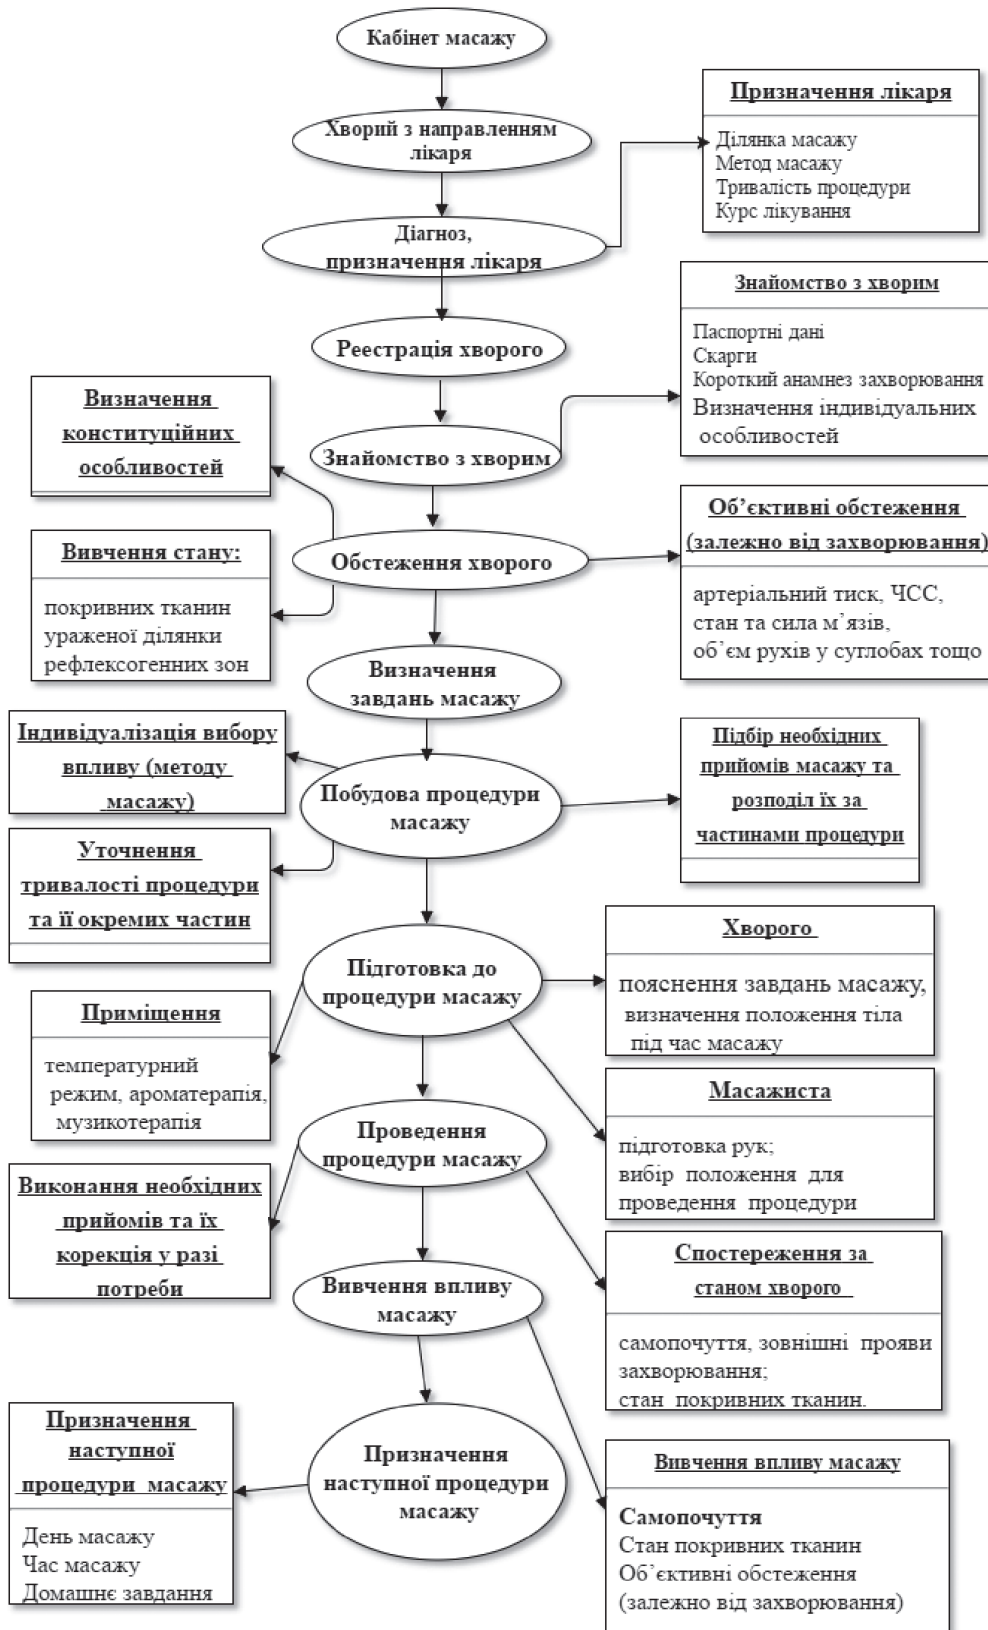 Кабінет масажу
Хворий з направленням
лікаря
Призначення лікаря
Ділянка масажу
Метод масажу
Тривалість процедури
Курс лікування
Діагноз,
призначення лікаря
Реестрація хворого
Знайомство з хворим
Паспортні дані
Скарги
Короткий анамнез захворювання
Визначення індивідуальних
особливостей
Знайомство з хворим
Визначення
конституційних
особливостей
Обстеження хворого
Об’єктивні обстеження
(залежно від захворювання)
артеріальний тиск, ЧСС,
стан та сила м’язів,
об’єм рухів у суглобах тощо
Вивчення стану:
покривних тканин
ураженої ділянки
рефлексогенних зон
Визначення
завдань масажу
Індивідуалізація вибору
впливу (методу
масажу)
Побудова процедури
масажу
Підбір необхідних
прийомів масажу та
розподіл їх за
частинами процедури
Уточнення
тривалості процедури
та її окремих частин
Підготовка до
процедури масажу
Хворого
пояснення завдань масажу,
визначення положення тіла
під час масажу
Приміщення
температурний
режим, ароматерапія,
музикотерапія
Масажиста
підготовка рук;
вибір положення для
проведення процедури
Проведення
процедури масажу
Виконання необхідних
прийомів та їх
корекція у разі
потреби
Спостереження за
станом хворого
самопочуття, зовнішні прояви
захворювання;
стан покривних тканин.
Вивчення впливу
масажу
Призначення
наступної
процедури масажу
День масажу
Час масажу
Домашнє завдання
Призначення
наступної процедури
масажу
Вивчення впливу масажу
Самопочуття
Стан покривних тканин
Об’єктивні обстеження
(залежно від захворювання)